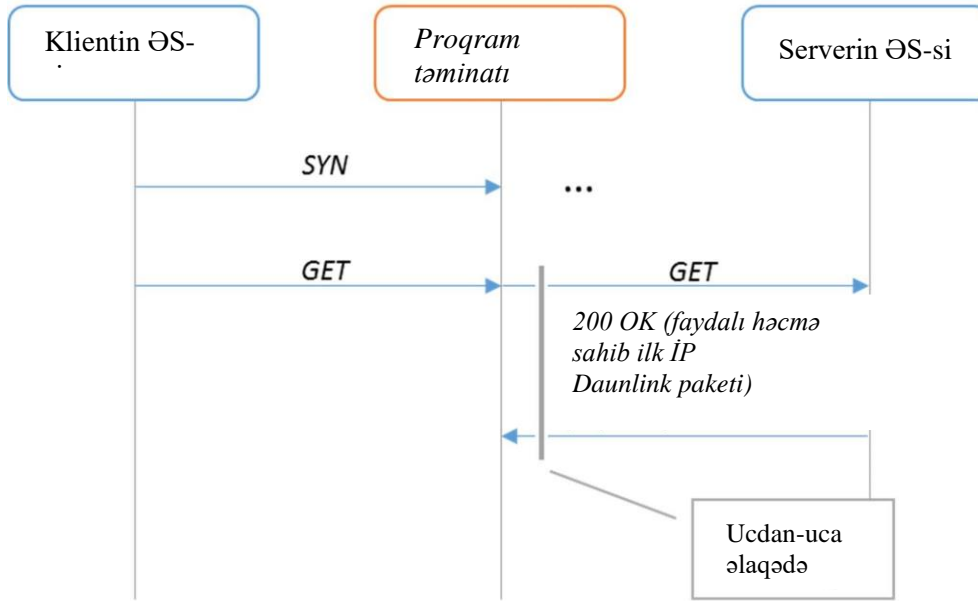 Klientin ƏS-
Proqram
təminatı
Serverin ƏS-si
SYN
...
GET
GET
200 OK (faydalı həcmə
sahib ilk İP
Daunlink paketi)
Ucdan-uca
əlaqədə